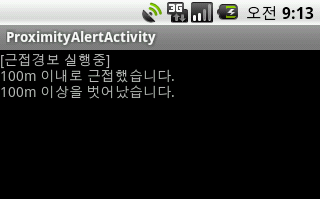 3G
오전 9:13
ProximityAlertActivity
[근접경보 실행중]
100m 이내로 근접했습니다.
100m 이상을 벗어났습니다.